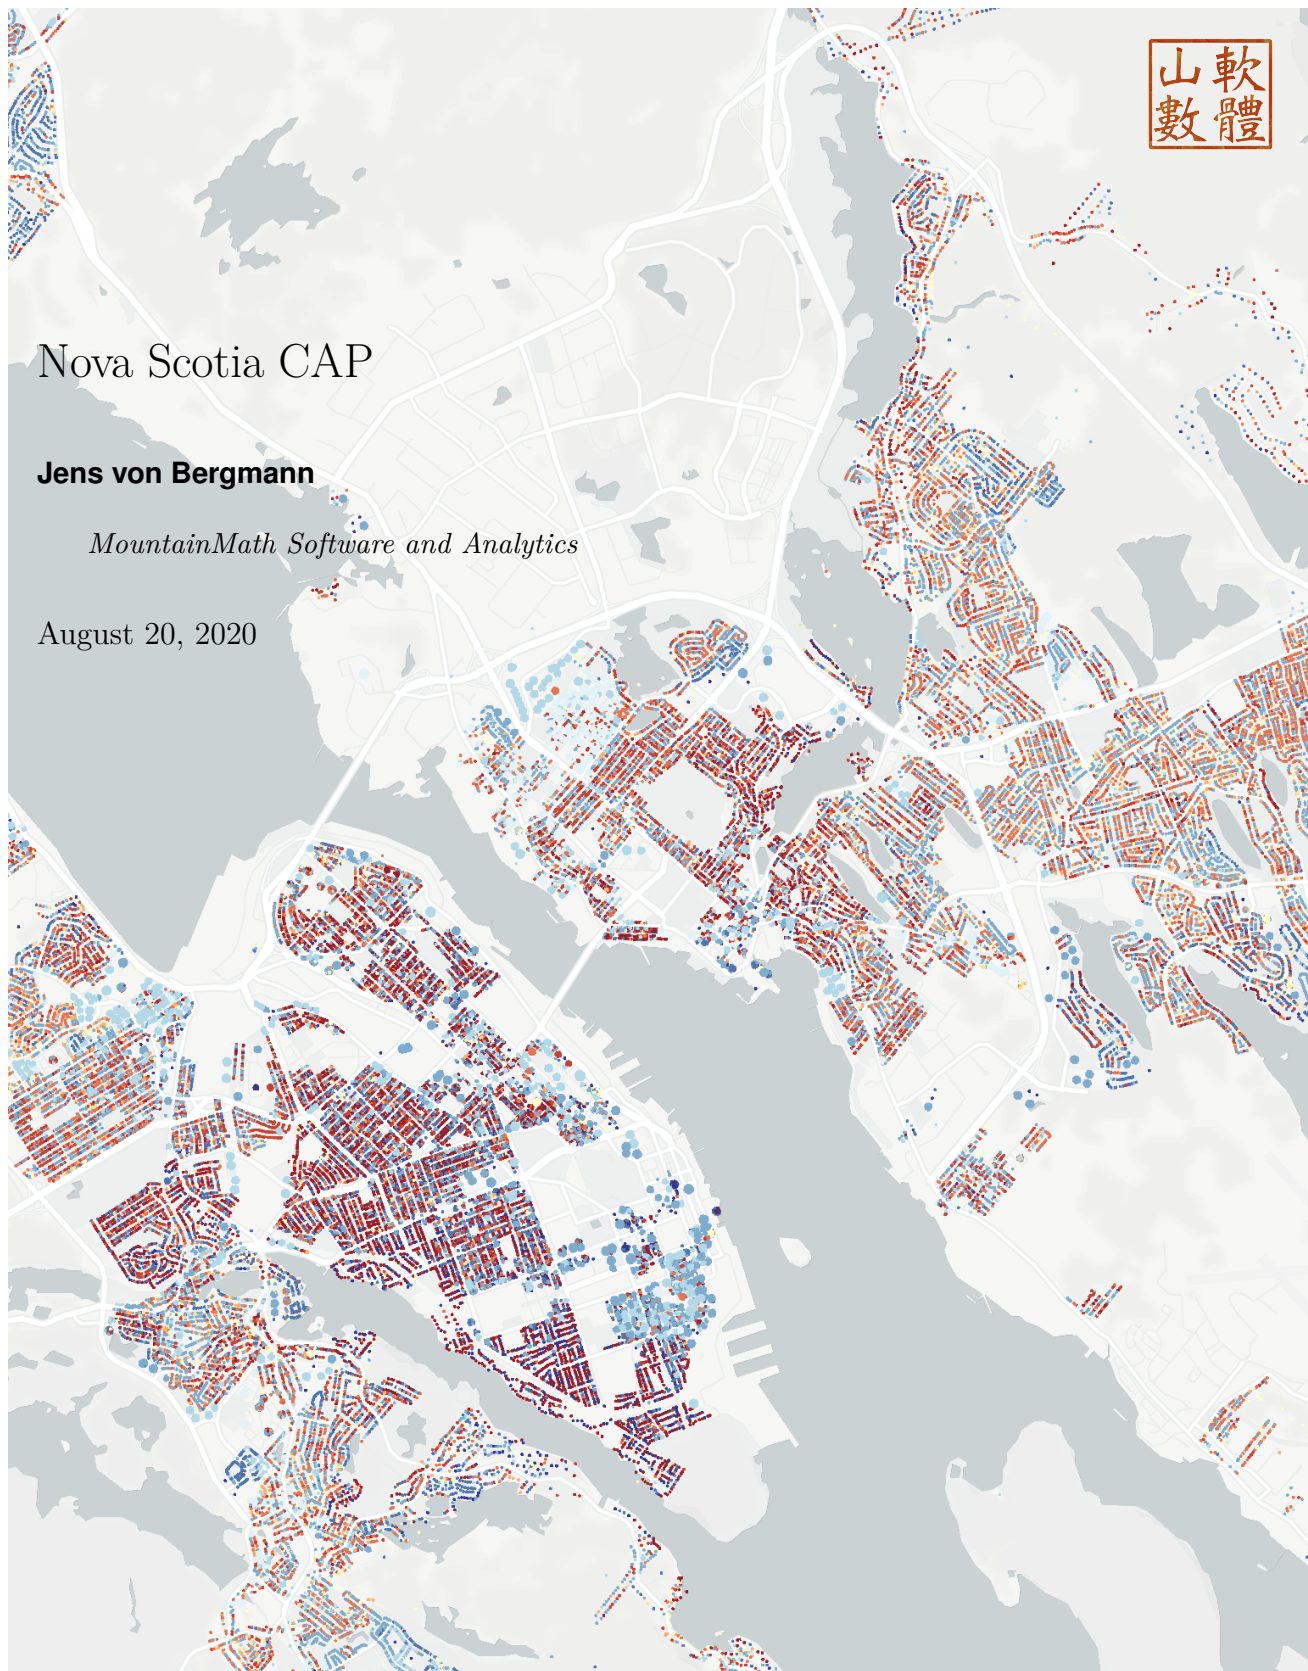 山軟
數體
Nova Scotia CAP
Jens von Bergmann
MountainMath Software and Analytics
August 20, 2020